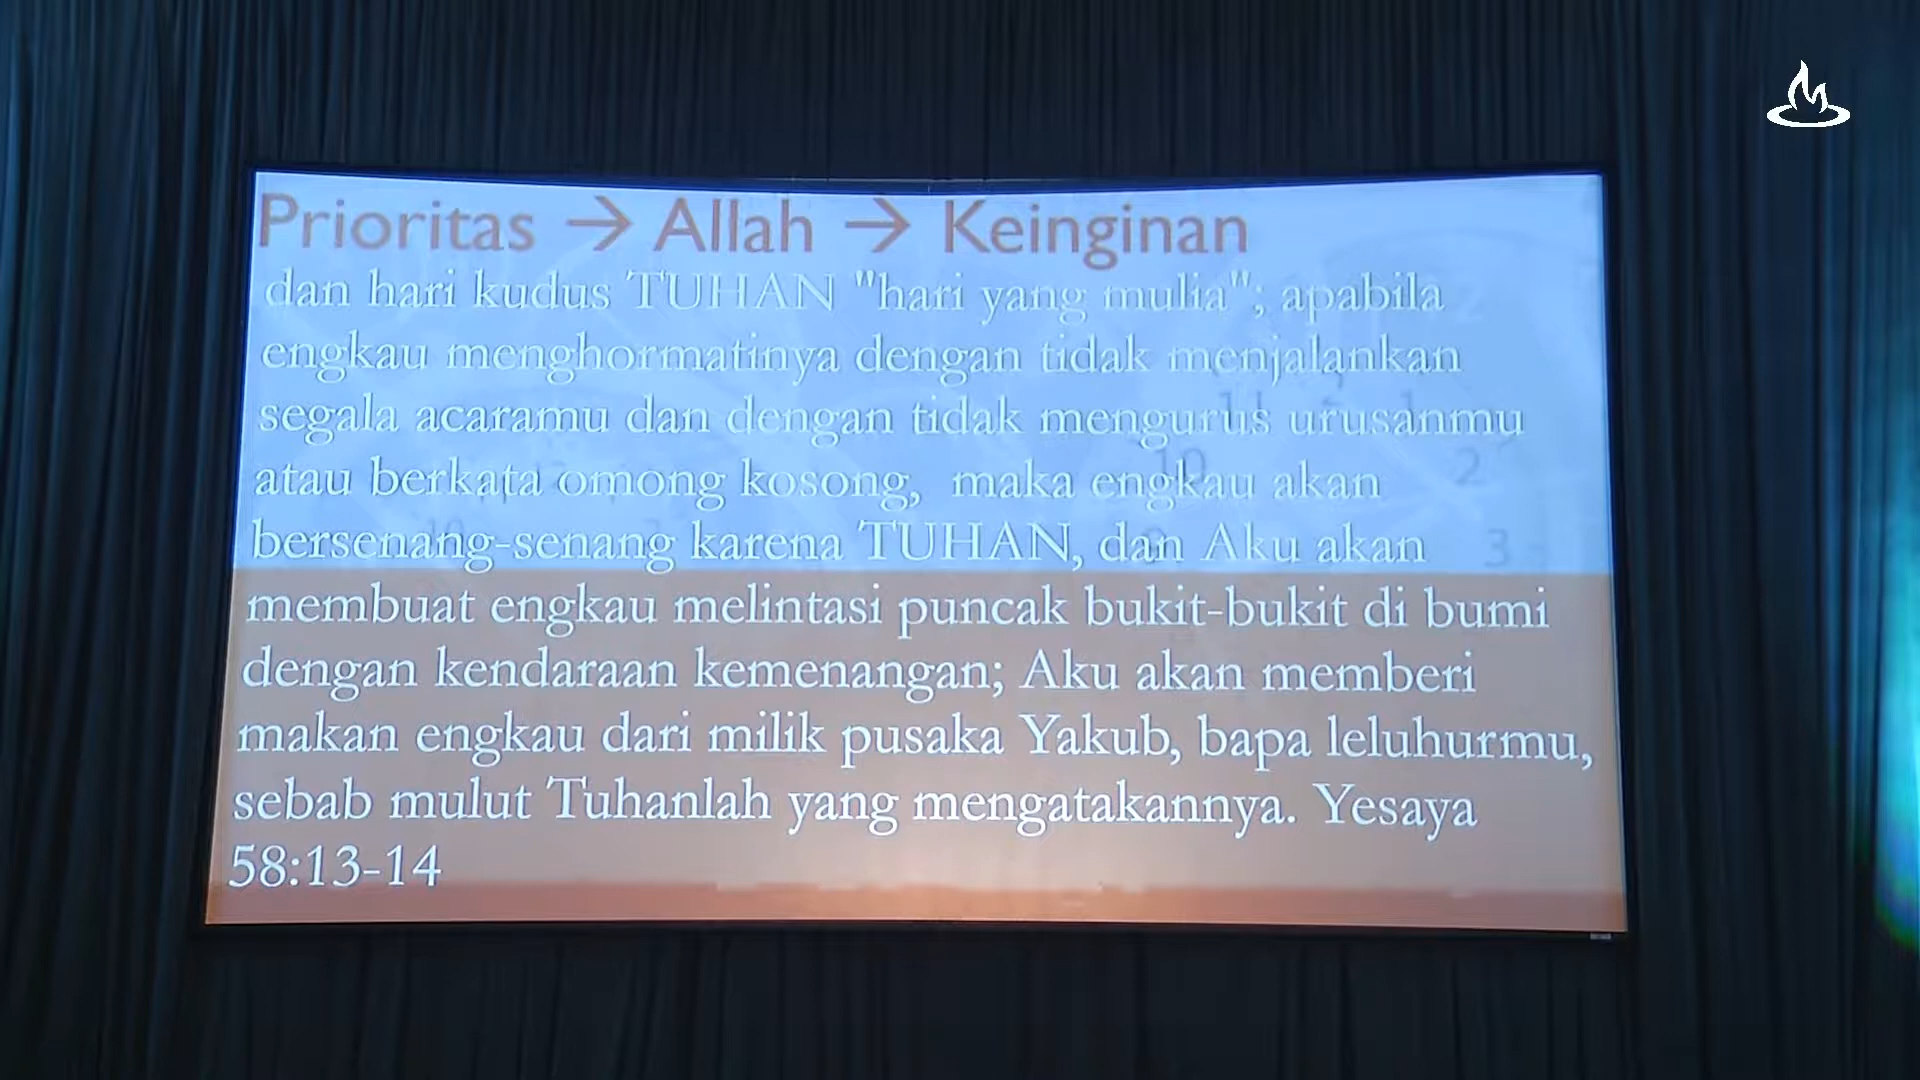 Prioritas → Allah → Keinginan
dan hari kudus TUHAN "hari yang mulia"; apabila
engkau menghormatinya dengan tidak menjalankan
segala acaramu dan dengan tidak mengurus urusanmu
atau berkata omong kosong, maka engkau akan
bersenang-senang karena TUHAN, dan Aku akan
membuat engkau melintasi puncak bukit-bukit di bumi
dengan kendaraan kemenangan; Aku akan memberi
makan engkau dari milik pusaka Yakub, bapa leluhurmu,
sebab mulut Tuhanlah yang mengatakannya. Yesaya
58:13-14